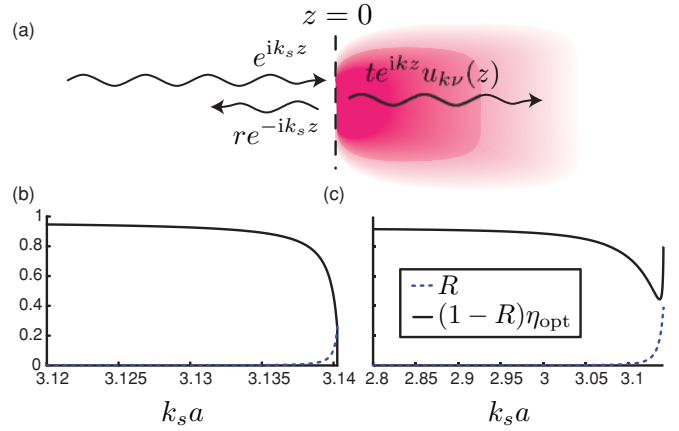 (a)
z = 0
e^{ik_s z}
te^{ikz}u_{kν}(z)
re^{-ik_s z}
(b)
(c)
1
0.8
0.6
0.4
0.2
0
R
(1 − R)η_opt
3.12 3.125 3.13 3.135 3.14
2.8 2.85 2.9 2.95 3 3.05 3.1
k_s a
k_s a